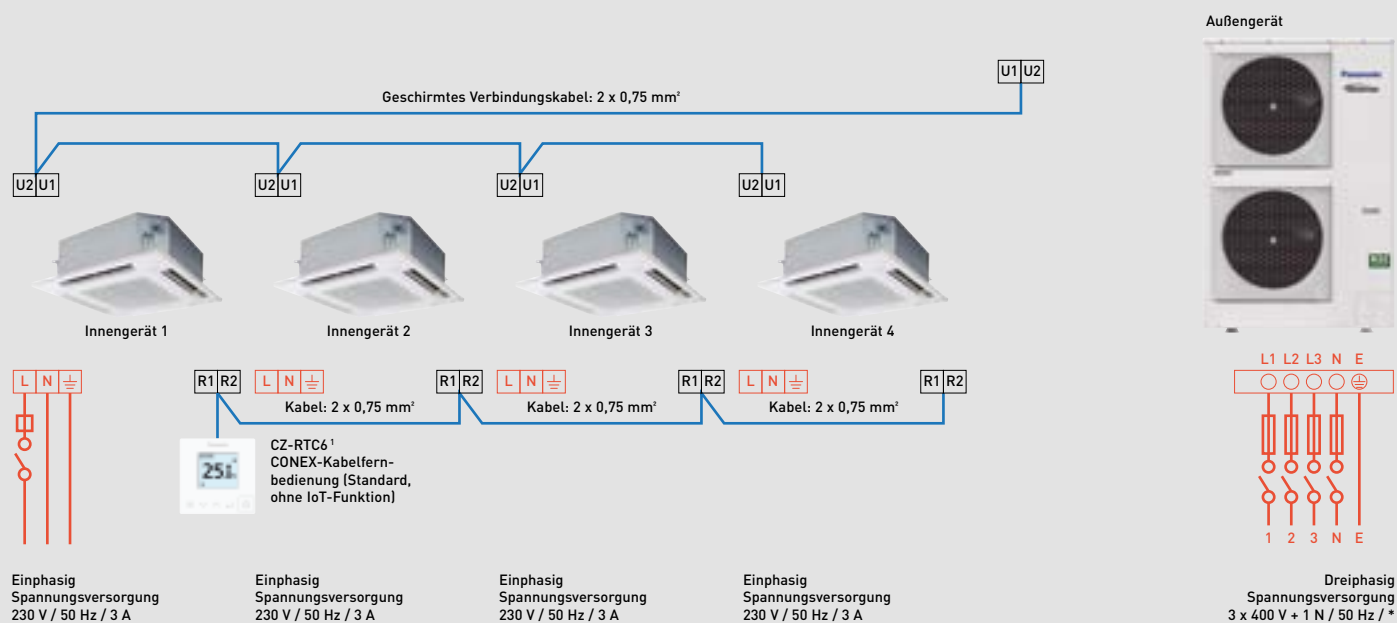 Außengerät
Panasonic
U1 U2
Geschirmtes Verbindungskabel: 2 x 0,75 mm²
U2 U1
U2 U1
U2 U1
U2 U1
Innengerät 1
Innengerät 2
Innengerät 3
Innengerät 4
L1 L2 L3 N E
L N
R1 R2
L N
R1 R2
L N
R1 R2
L N
R1 R2
Kabel: 2 x 0,75 mm²
Kabel: 2 x 0,75 mm²
Kabel: 2 x 0,75 mm²
CZ-RTC6 ¹
CONEX-Kabelfern-
bedienung (Standard,
ohne IoT-Funktion)
1 2 3 N E
Einphasig
Spannungsversorgung
230 V / 50 Hz / 3 A
Einphasig
Spannungsversorgung
230 V / 50 Hz / 3 A
Einphasig
Spannungsversorgung
230 V / 50 Hz / 3 A
Einphasig
Spannungsversorgung
230 V / 50 Hz / 3 A
Dreiphasig
Spannungsversorgung
3 x 400 V + 1 N / 50 Hz / *